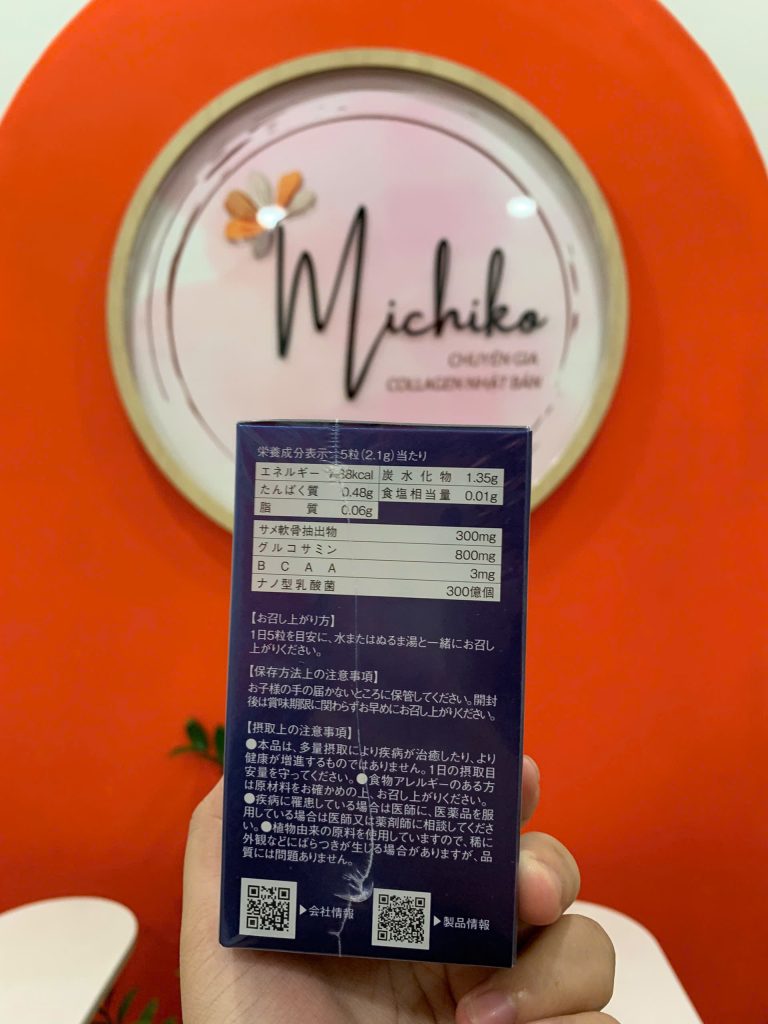 Michiko
CHUYÊN GIA
COLLAGEN NHẬT BẢN
栄養成分表示 5粒(2.1g)当たり
エネルギー 炭水化物 1.35g
たんぱく質 0.48g 食塩相当量 0.01g
脂質 0.06g
サメ軟骨抽出物 300mg
グルコサミン 800mg
BCAA 3mg
ナノ型乳酸菌 300億個
【お召し上がり方】
1日5粒を目安に、水またはぬるま湯と一緒にお召し
上がりください。
【保存方法上の注意事項】
お子様の手の届かないところに保管してください。開封
後は賞味期限に関わらずお早めにお召し上がりください。
【摂取上の注意事項】
●本品は、多量摂取により疾病が治癒したり、より
健康が増進するものではありません。1日の摂取目
安量を守ってください。●食物アレルギーのある方
は原材料をお確かめの上、お召し上がりください。
●疾病に罹患している場合は医師に、医薬品を服
用している場合は医師又は薬剤師に相談してくださ
い。●植物由来の原料を使用していますので、稀に
外観などにばらつきが生じる場合がありますが、品
質には問題ありません。
▶会社情報 ▶製品情報